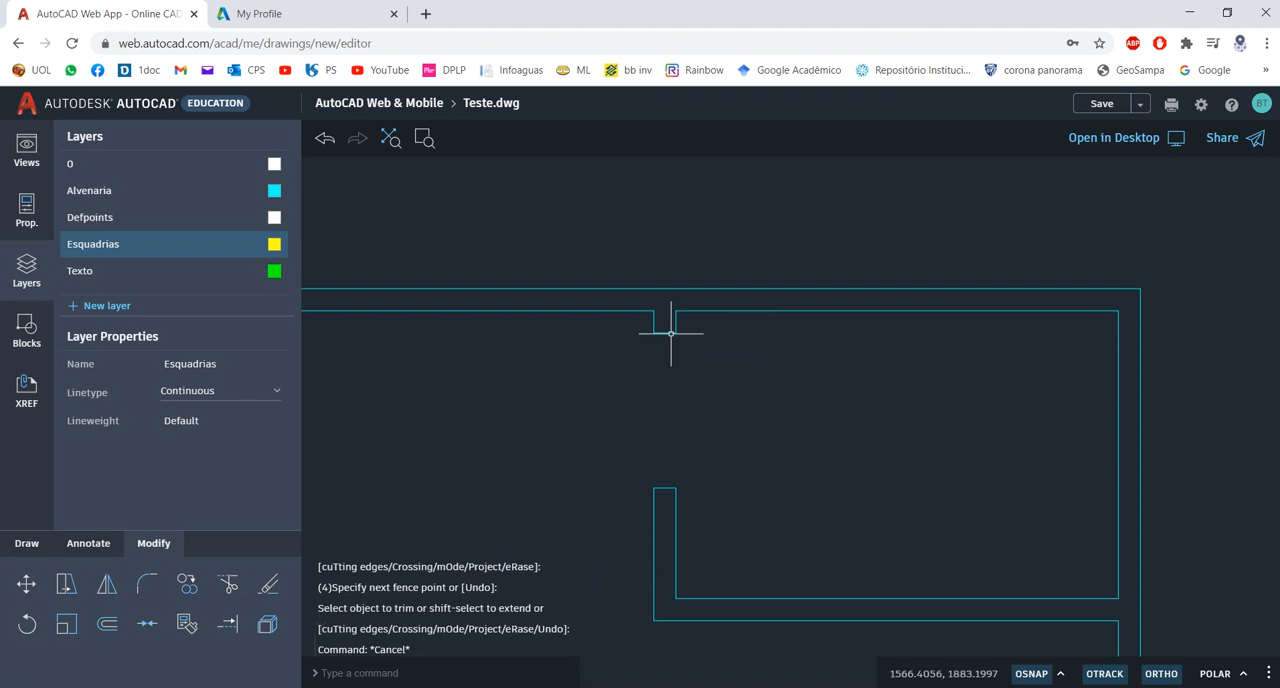 AutoCAD Web App - Online CAD
My Profile
web.autocad.com/acad/me/drawings/new/editor
UOL
1doc
CPS
PS
YouTube
DPLP
Infoaguas
ML
bb inv
Rainbow
Google Acadêmico
Repositório Instituci...
corona panorama
GeoSampa
Google
»
AUTODESK® AUTOCAD® EDUCATION
AutoCAD Web & Mobile > Teste.dwg
Save
BT
Open in Desktop
Share
Views
Prop.
Layers
Blocks
XREF
Layers
0
Alvenaria
Defpoints
Esquadrias
Texto
+ New layer
Layer Properties
Name Esquadrias
Linetype Continuous
Lineweight Default
Draw
Annotate
Modify
[cuTting edges/Crossing/mOde/Project/eRase]:
(4)Specify next fence point or [Undo]:
Select object to trim or shift-select to extend or
[cuTting edges/Crossing/mOde/Project/eRase/Undo]:
Command: *Cancel*
Type a command
1566.4056, 1883.1997
OSNAP
OTRACK
ORTHO
POLAR